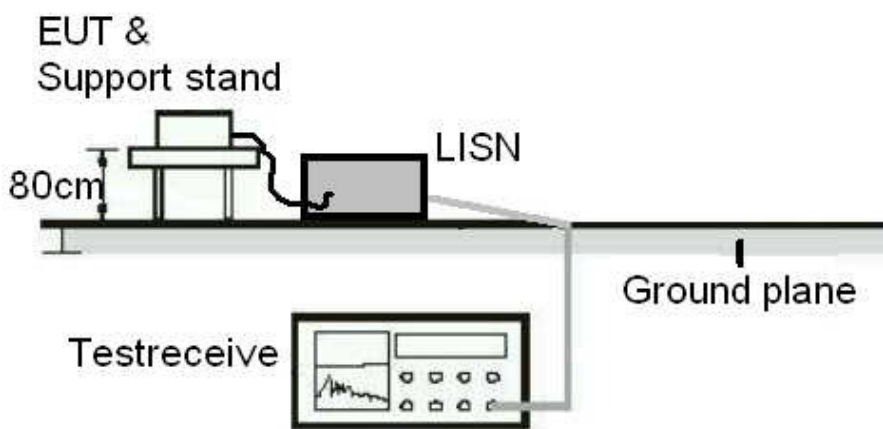 EUT &
Support stand
LISN
80cm
Ground plane
Testreceive